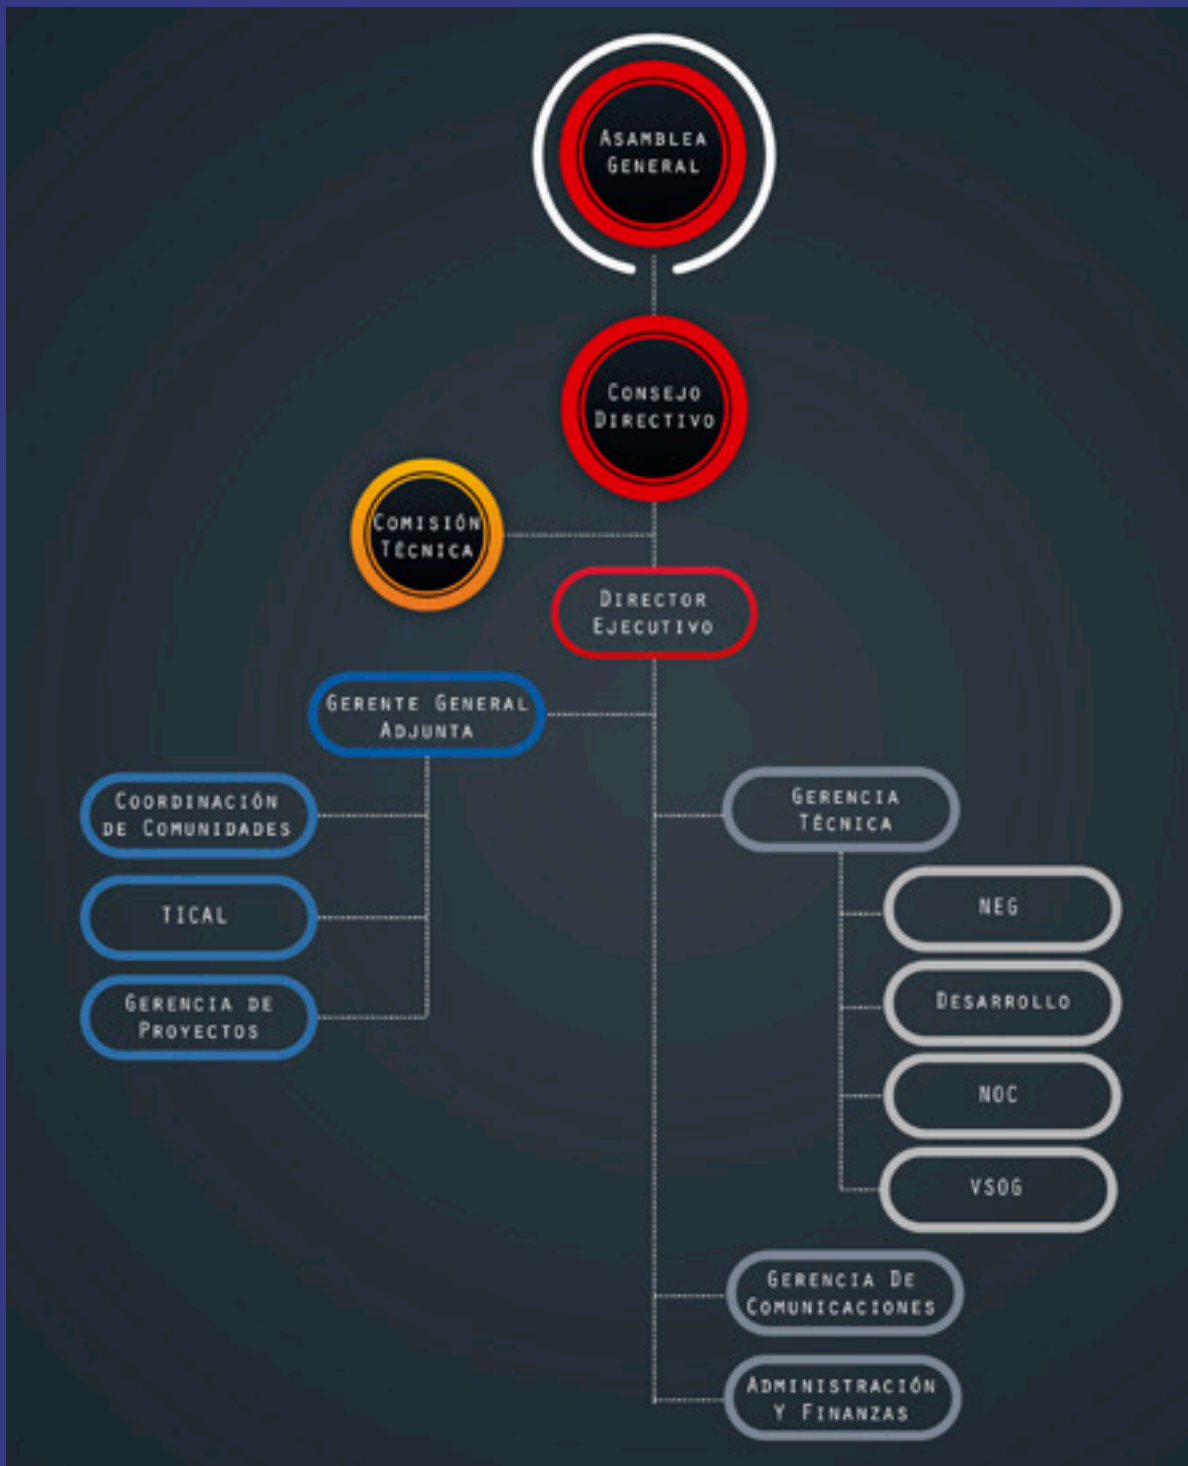 Asamblea
General
Consejo
Directivo
Comisión
Técnica
Director
Ejecutivo
Gerente General
Adjunta
Coordinación
de Comunidades
TICAL
Gerencia de
Proyectos
Gerencia
Técnica
NEG
Desarrollo
NOC
VSOG
Gerencia De
Comunicaciones
Administración
Y Finanzas